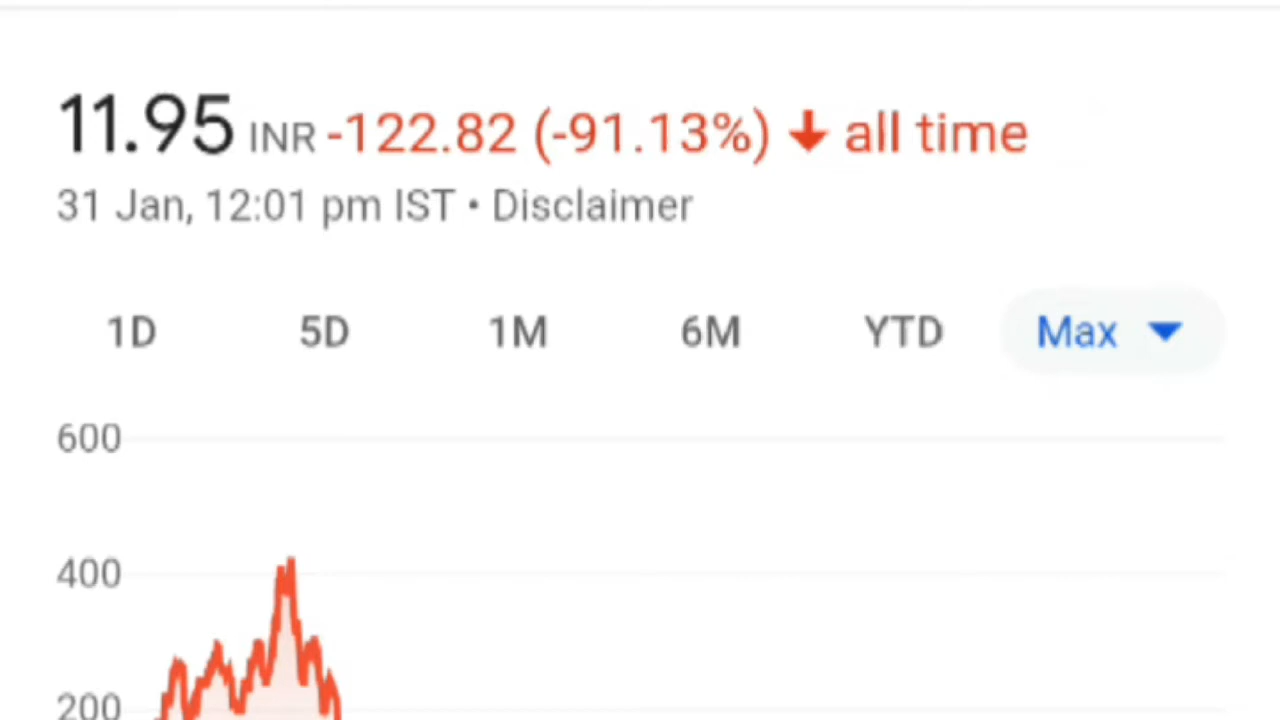 11.95 INR -122.82 (-91.13%) ↓ all time
31 Jan, 12:01 pm IST • Disclaimer
1D 5D 1M 6M YTD Max
600
400
200